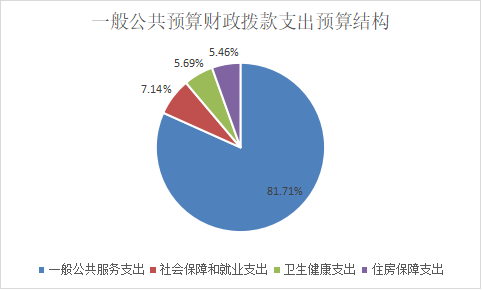 一般公共预算财政拨款支出预算结构
5.46%
5.69%
7.14%
81.71%
一般公共服务支出 社会保障和就业支出 卫生健康支出 住房保障支出